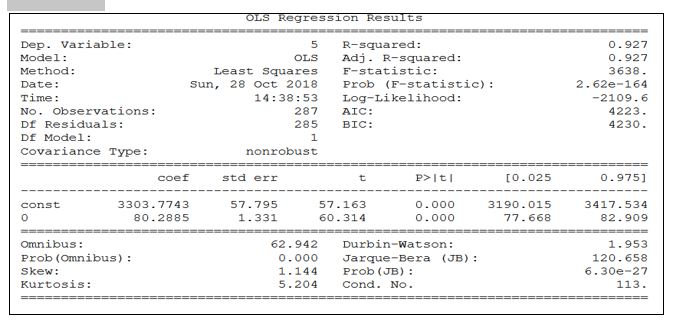 OLS Regression Results
==============================================================================
Dep. Variable: 5 R-squared: 0.927
Model: OLS Adj. R-squared: 0.927
Method: Least Squares F-statistic: 3638.
Date: Sun, 28 Oct 2018 Prob (F-statistic): 2.62e-164
Time: 14:38:53 Log-Likelihood: -2109.6
No. Observations: 287 AIC: 4223.
Df Residuals: 285 BIC: 4230.
Df Model: 1
Covariance Type: nonrobust
==============================================================================
coef std err t P>|t| [0.025 0.975]
------------------------------------------------------------------------------
const 3303.7743 57.795 57.163 0.000 3190.015 3417.534
0 80.2885 1.331 60.314 0.000 77.668 82.909
==============================================================================
Omnibus: 62.942 Durbin-Watson: 1.953
Prob(Omnibus): 0.000 Jarque-Bera (JB): 120.658
Skew: 1.144 Prob(JB): 6.30e-27
Kurtosis: 5.204 Cond. No. 113.
==============================================================================